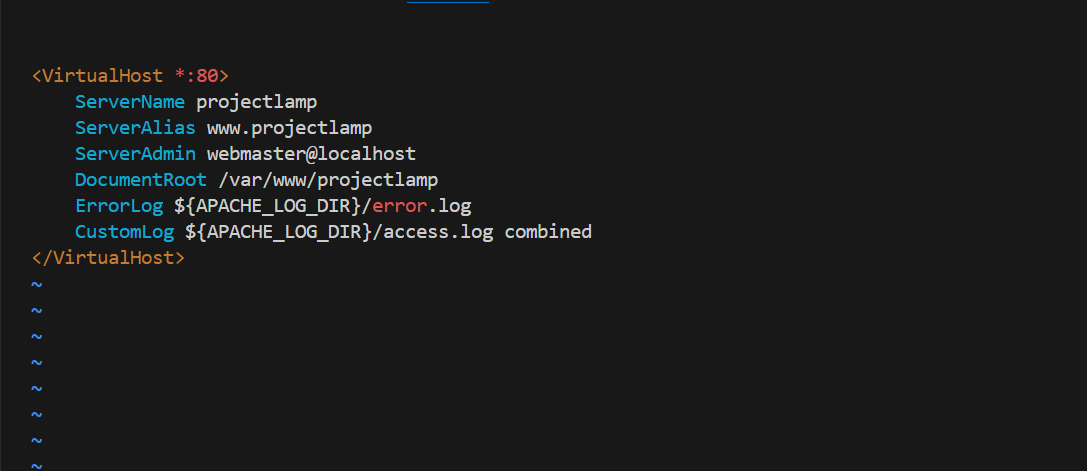 <VirtualHost *:80>
    ServerName projectlamp
    ServerAlias www.projectlamp
    ServerAdmin webmaster@localhost
    DocumentRoot /var/www/projectlamp
    ErrorLog ${APACHE_LOG_DIR}/error.log
    CustomLog ${APACHE_LOG_DIR}/access.log combined
</VirtualHost>
~
~
~
~
~
~
~
~